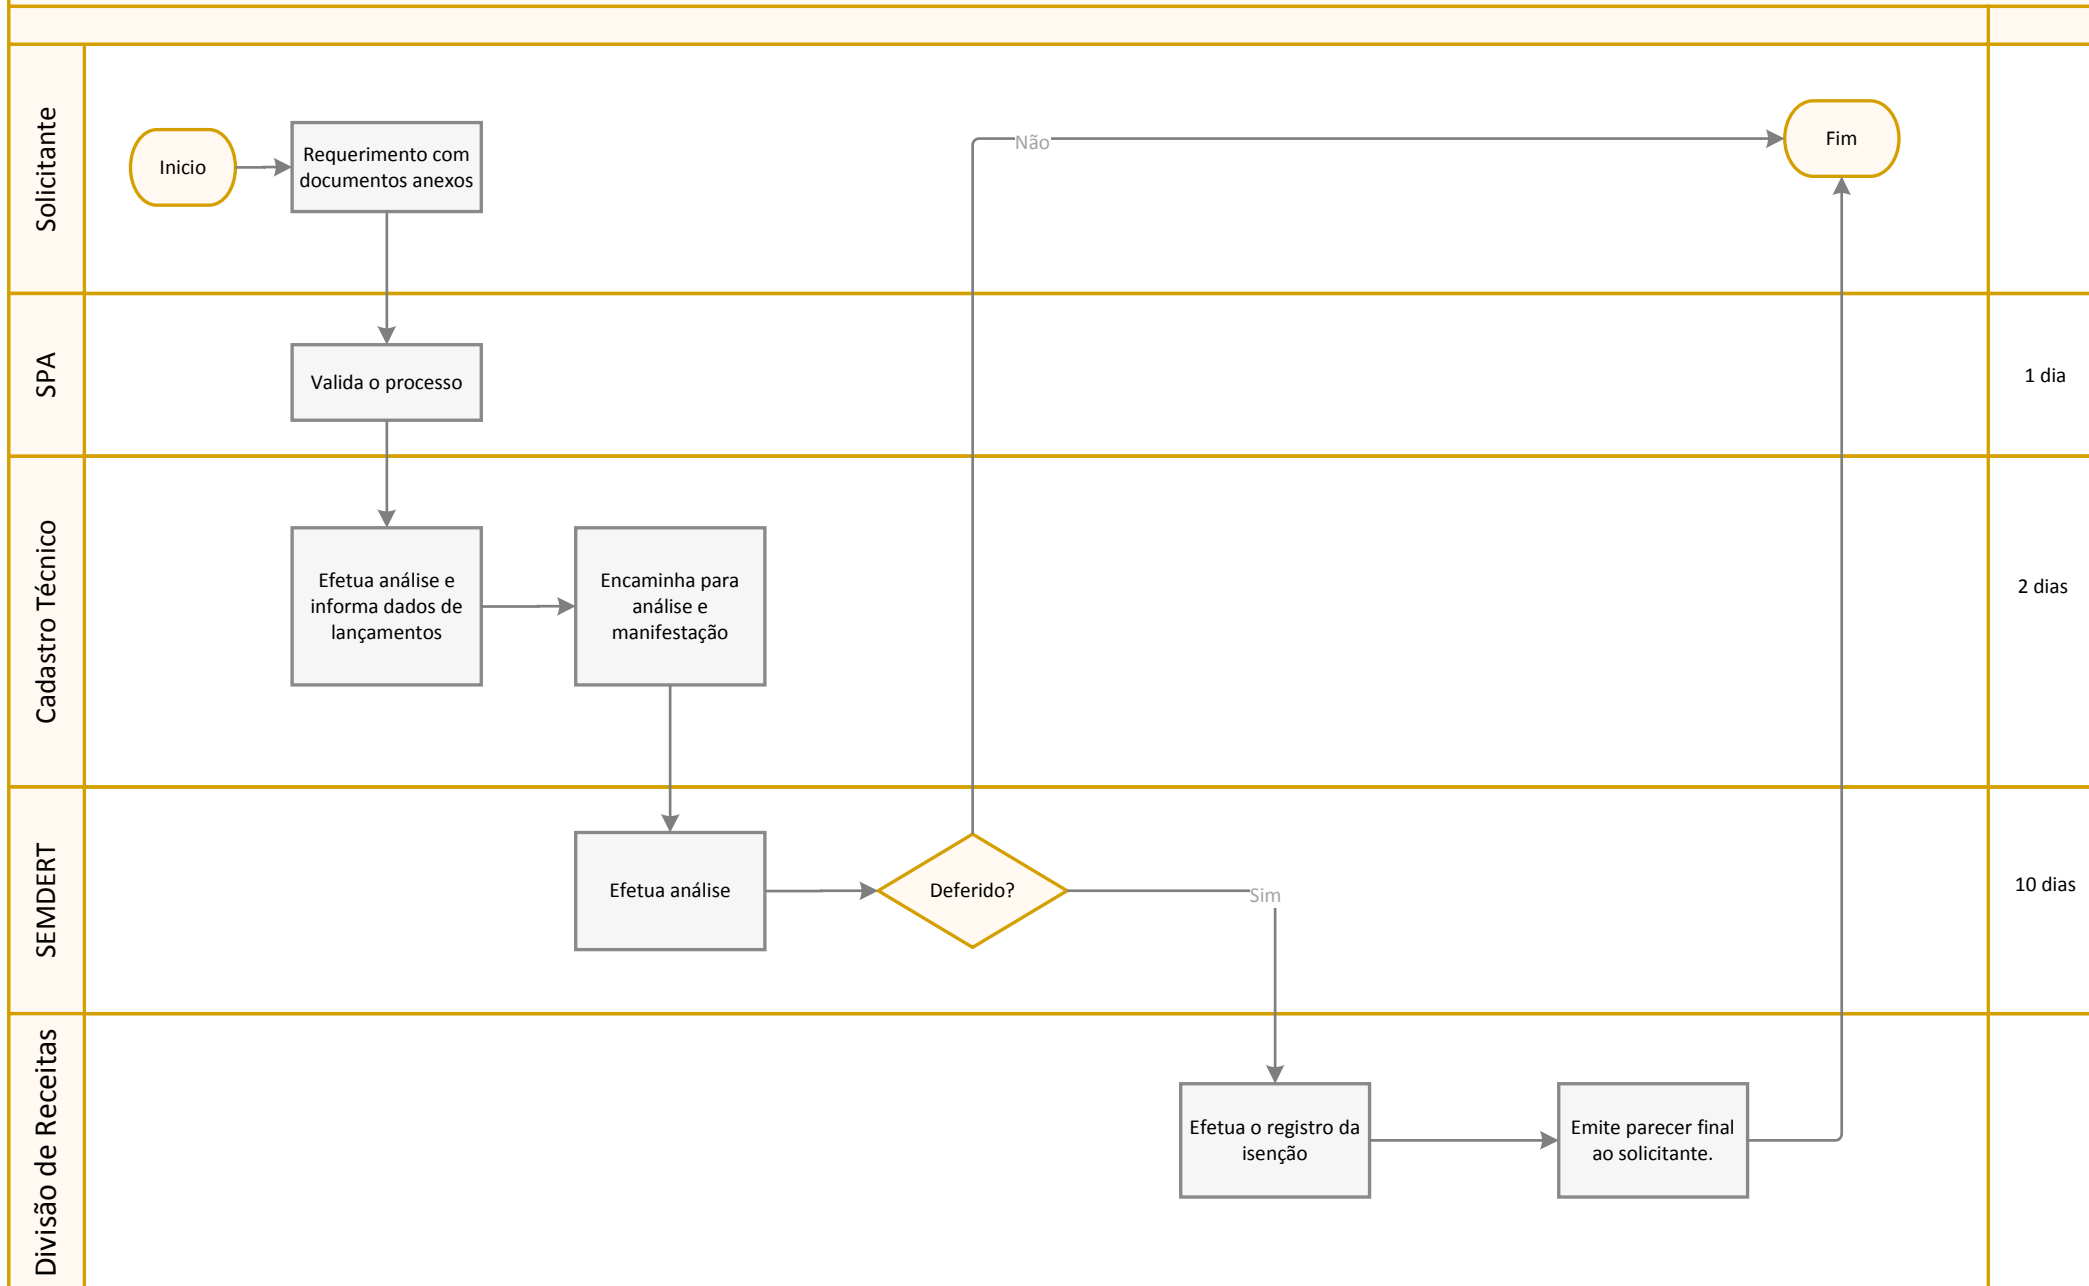 Solicitante
Inicio
Requerimento com
documentos anexos
Não
Fim
SPA
Valida o processo
1 dia
Cadastro Técnico
Efetua análise e
informa dados de
lançamentos
Encaminha para
análise e
manifestação
2 dias
SEMDERT
Efetua análise
Deferido?
Sim
10 dias
Divisão de Receitas
Efetua o registro da
isenção
Emite parecer final
ao solicitante.